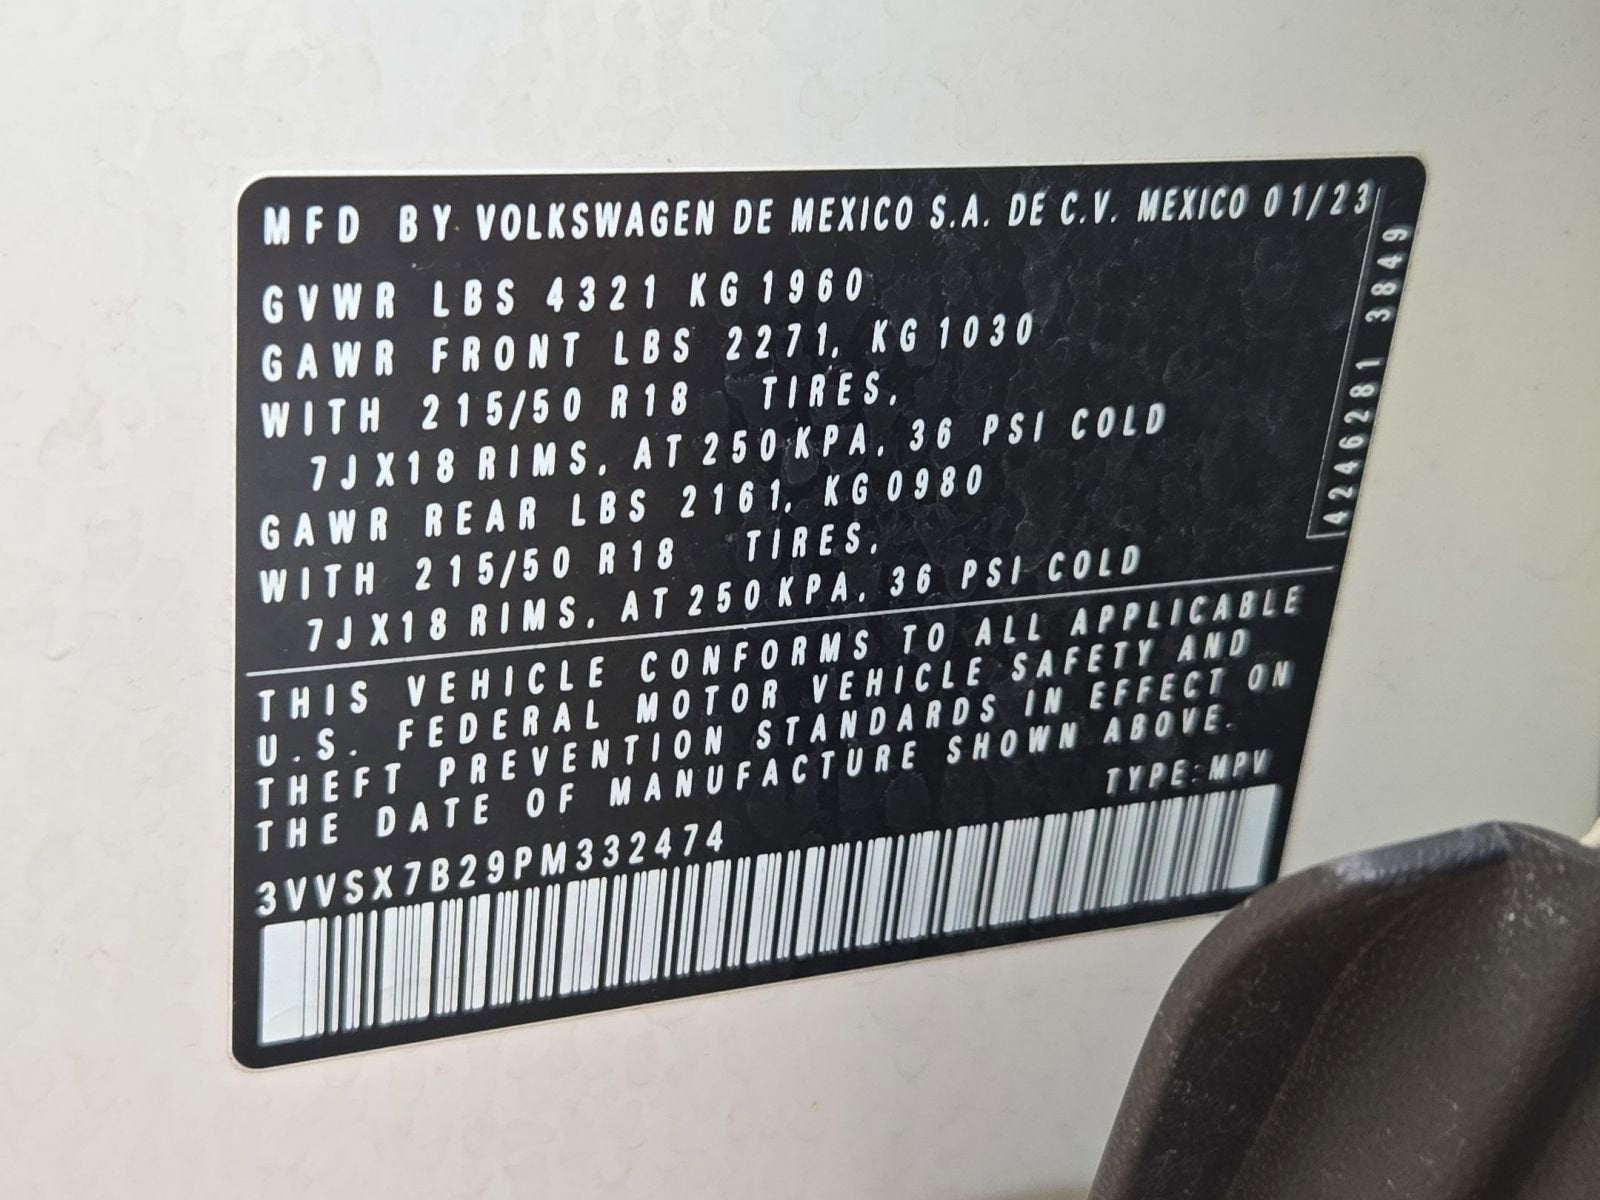 MFD BY VOLKSWAGEN DE MEXICO S.A. DE C.V. MEXICO 01/23
GVWR LBS 4321 KG 1960
GAWR FRONT LBS 2271, KG 1030
WITH 215/50 R18 TIRES,
7JX18 RIMS, AT 250 KPA, 36 PSI COLD
GAWR REAR LBS 2161, KG 0980
WITH 215/50 R18 TIRES,
7JX18 RIMS, AT 250 KPA, 36 PSI COLD
4246281 3849
THIS VEHICLE CONFORMS TO ALL APPLICABLE
U.S. FEDERAL MOTOR VEHICLE SAFETY AND
THEFT PREVENTION STANDARDS IN EFFECT ON
THE DATE OF MANUFACTURE SHOWN ABOVE.
TYPE:MPV
3VVSX7B29PM332474